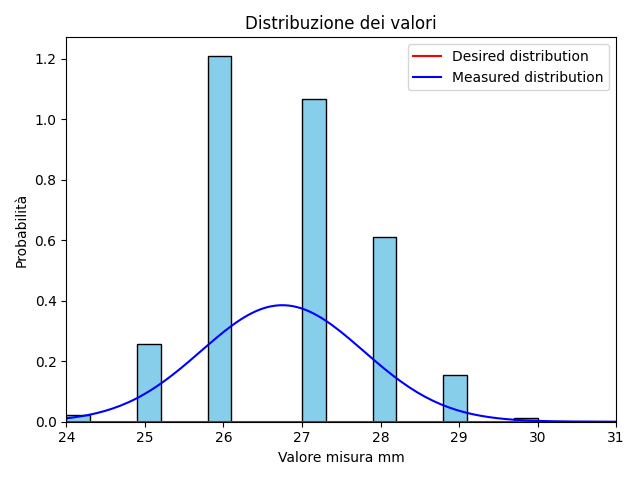 Distribuzione dei valori
Desired distribution
Measured distribution
Probabilità
1.2
1.0
0.8
0.6
0.4
0.2
0.0
24 25 26 27 28 29 30 31
Valore misura mm